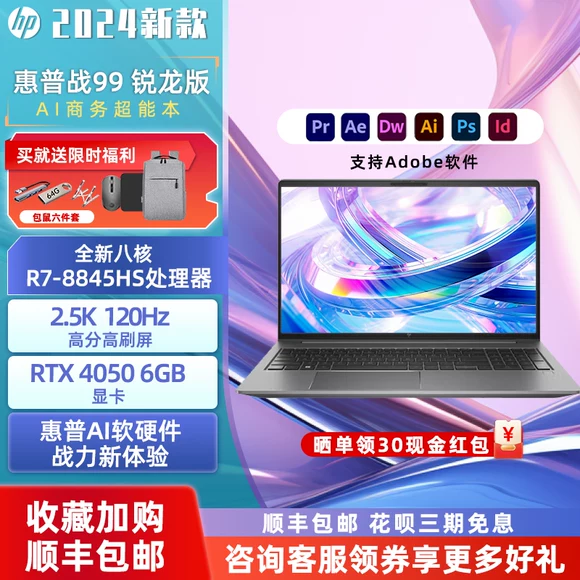 hp 2024新款
惠普战99 锐龙版
AI商务超能本
买就送限时福利
64G
包鼠六件套
全新八核
R7-8845HS处理器
2.5K 120Hz
高分高刷屏
RTX 4050 6GB
显卡
惠普AI软硬件
战力新体验
Pr Ae Dw Ai Ps Id
支持Adobe软件
晒单领30现金红包
¥
收藏加购
顺丰包邮
顺丰包邮 花呗三期免息
咨询客服领券享更多好礼